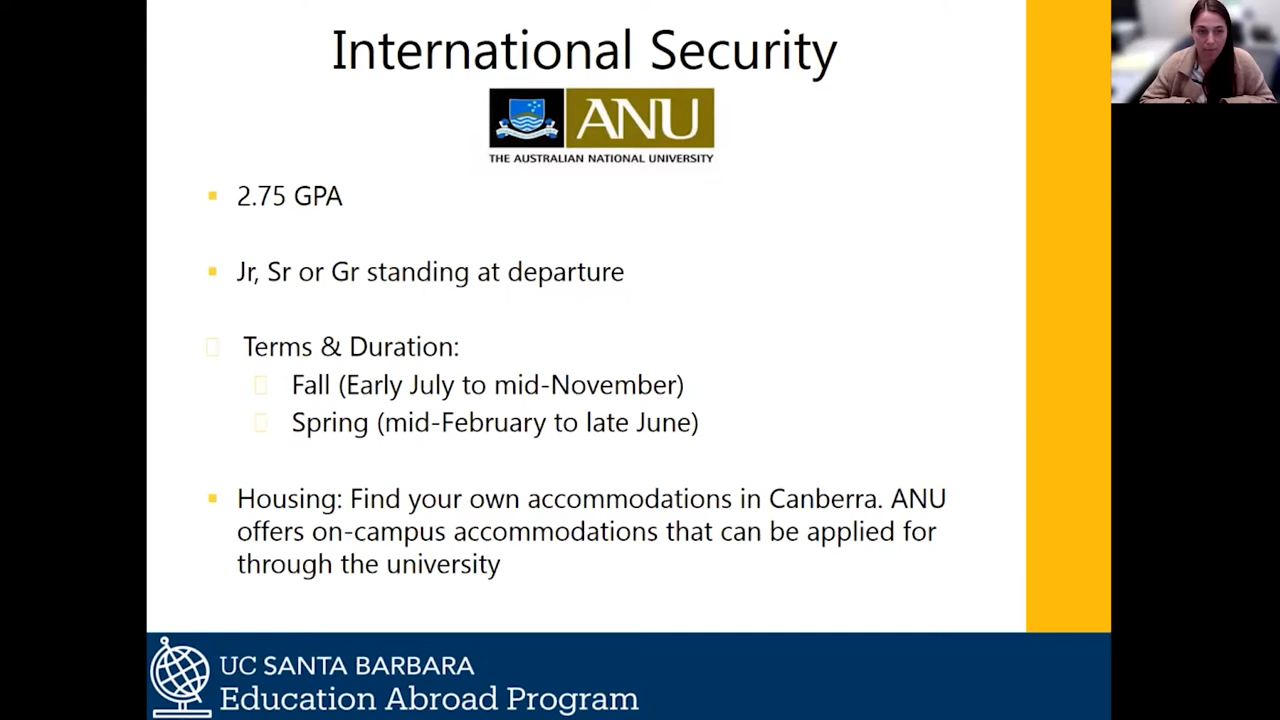 International Security
ANU
THE AUSTRALIAN NATIONAL UNIVERSITY
2.75 GPA
Jr, Sr or Gr standing at departure
Terms & Duration:
Fall (Early July to mid-November)
Spring (mid-February to late June)
Housing: Find your own accommodations in Canberra. ANU
offers on-campus accommodations that can be applied for
through the university
UC SANTA BARBARA
Education Abroad Program